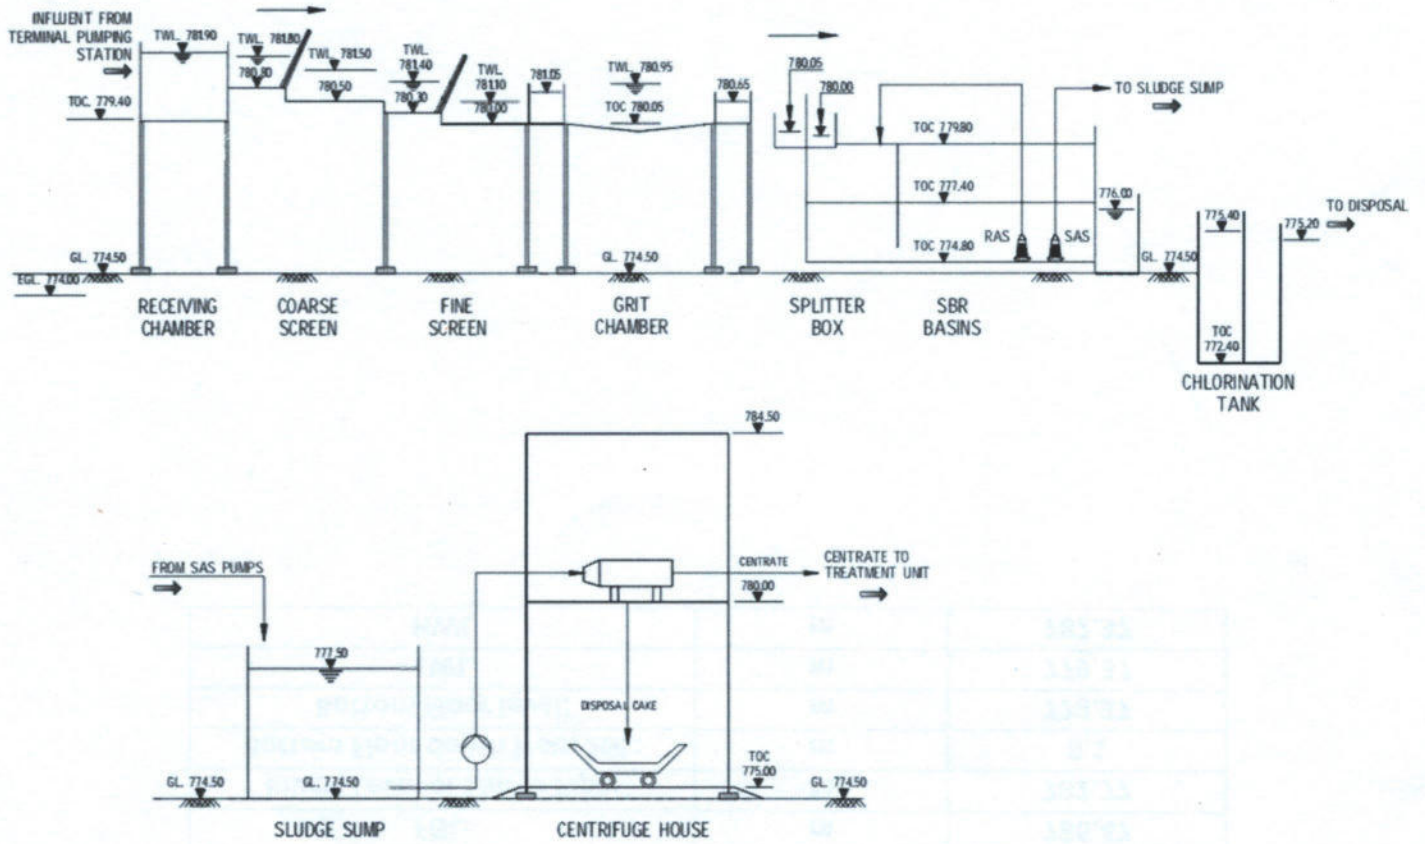 INFLUENT FROM
TERMINAL PUMPING
STATION
TWL. 781.90
TOC. 779.40
GL. 774.50
EGL. 774.00
RECEIVING
CHAMBER
TWL. 781.80
780.80
TWL. 781.50
780.50
COARSE
SCREEN
TWL.
781.40
TWL.
781.10
780.00
781.05
FINE
SCREEN
TWL. 780.95
TOC 780.05
GL. 774.50
780.65
GRIT
CHAMBER
780.05
780.00
SPLITTER
BOX
TOC 779.80
TOC 777.40
TOC 774.80
RAS
SAS
TO SLUDGE SUMP
SBR
BASINS
776.00
GL. 774.50
775.40
TOC
772.40
775.20
TO DISPOSAL
CHLORINATION
TANK
FROM SAS PUMPS
777.50
GL. 774.50
GL. 774.50
SLUDGE SUMP
784.50
CENTRATE
CENTRATE TO
TREATMENT UNIT
780.00
DISPOSAL CAKE
TOC
775.00
GL. 774.50
CENTRIFUGE HOUSE